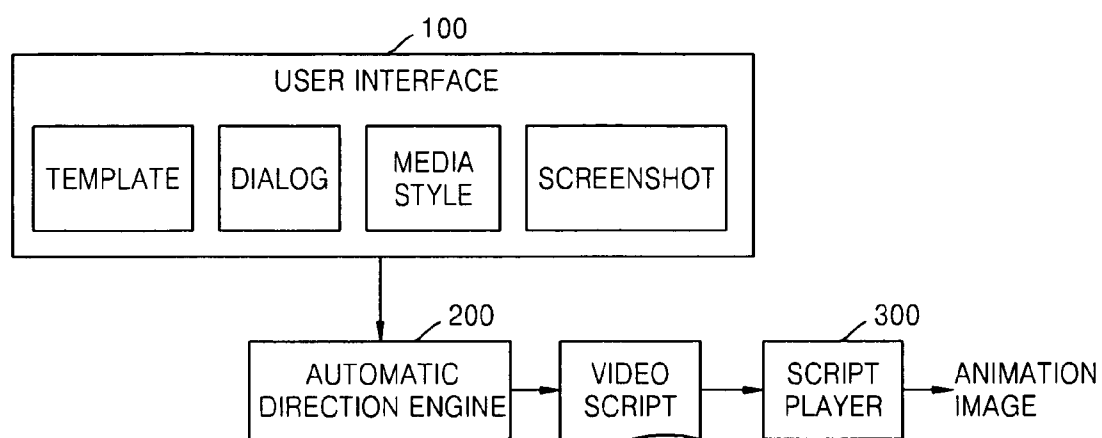 100
USER INTERFACE
TEMPLATE
DIALOG
MEDIA
STYLE
SCREENSHOT
200
300
AUTOMATIC
DIRECTION ENGINE
VIDEO
SCRIPT
SCRIPT
PLAYER
ANIMATION
IMAGE